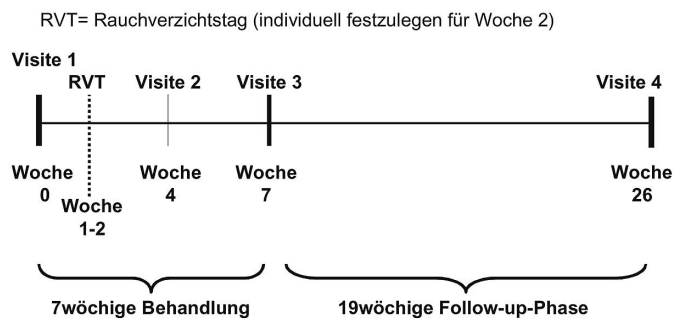 RVT= Rauchverzichtstag (individuell festzulegen für Woche 2)
Visite 1
RVT
Visite 2
Visite 3
Visite 4
Woche
0
Woche
1-2
Woche
4
Woche
7
Woche
26
7wöchige Behandlung
19wöchige Follow-up-Phase